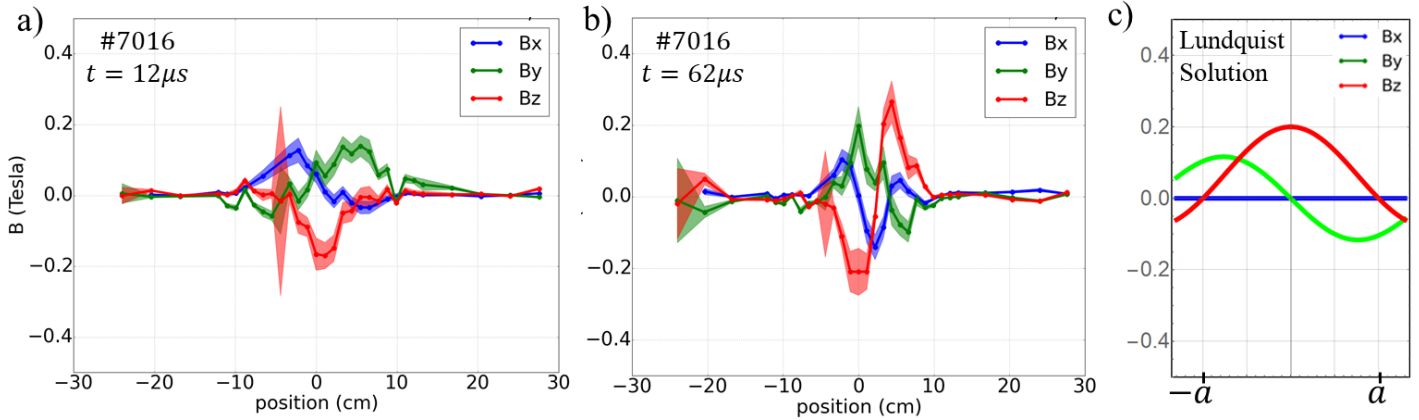 a)
#7016
t = 12μs
Bx
By
Bz
B (Tesla)
0.4
0.2
0.0
−0.2
−0.4
−30
−20
−10
0
10
20
30
position (cm)
b)
#7016
t = 62μs
Bx
By
Bz
0.4
0.2
0.0
−0.2
−0.4
−30
−20
−10
0
10
20
30
position (cm)
c)
Lundquist
Solution
Bx
By
Bz
0.4
0.2
0.0
−0.2
−0.4
−a
a